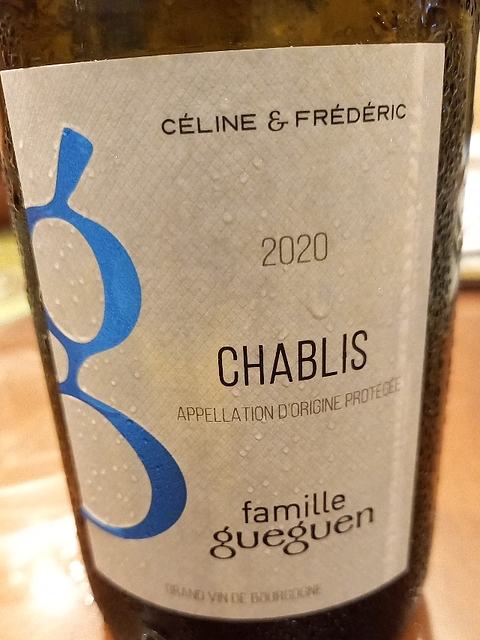 CÉLINE & FRÉDÉRIC
2020
CHABLIS
APPELLATION D'ORIGINE PROTÉGÉE
famille
gueguen
GRAND VIN DE BOURGOGNE
g